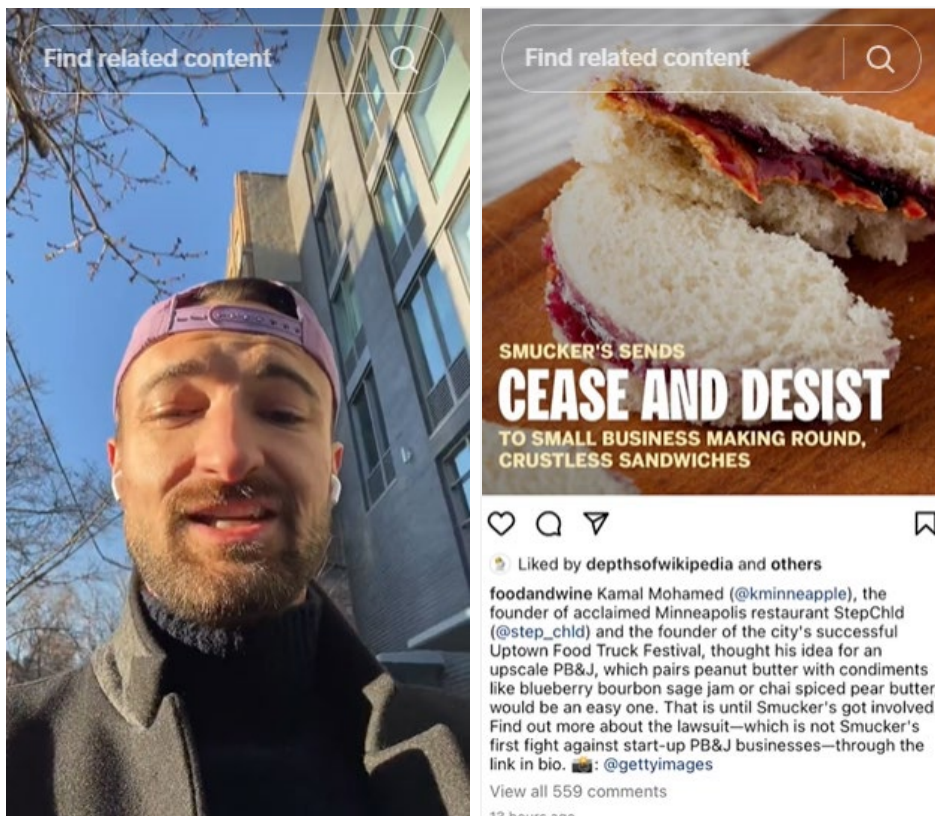 Find related content
Find related content
SMUCKER'S SENDS
CEASE AND DESIST
TO SMALL BUSINESS MAKING ROUND,
CRUSTLESS SANDWICHES
Liked by depthsofwikipedia and others
foodandwine Kamal Mohamed (@kminneapple), the
founder of acclaimed Minneapolis restaurant StepChld
(@step_chld) and the founder of the city's successful
Uptown Food Truck Festival, thought his idea for an
upscale PB&J, which pairs peanut butter with condiments
like blueberry bourbon sage jam or chai spiced pear butter
would be an easy one. That is until Smucker's got involved
Find out more about the lawsuit—which is not Smucker's
first fight against start-up PB&J businesses—through the
link in bio. 📸: @gettyimages
View all 559 comments